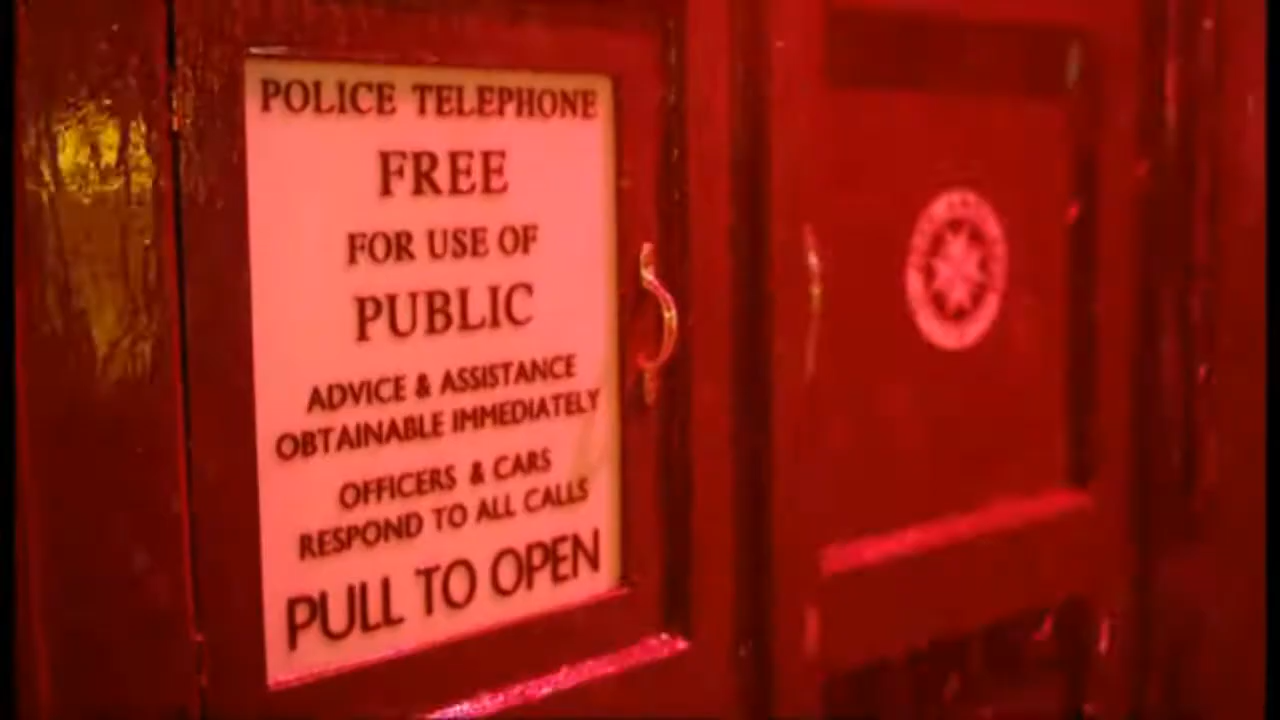 POLICE TELEPHONE
FREE
FOR USE OF
PUBLIC
ADVICE & ASSISTANCE
OBTAINABLE IMMEDIATELY
OFFICERS & CARS
RESPOND TO ALL CALLS
PULL TO OPEN